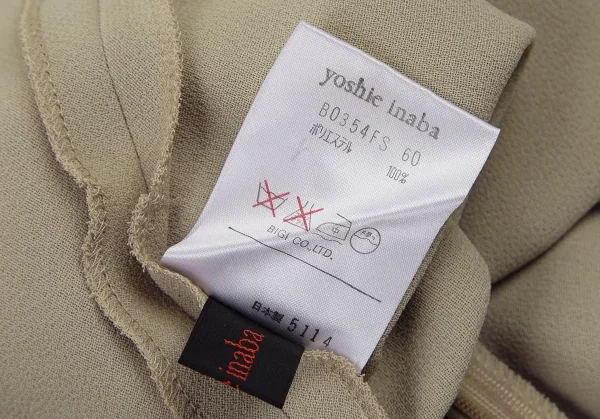 yoshie inaba
B0354FS 60
ポリエステル 100%
中
BIGI CO.,LTD.
日本製 5114
inaba